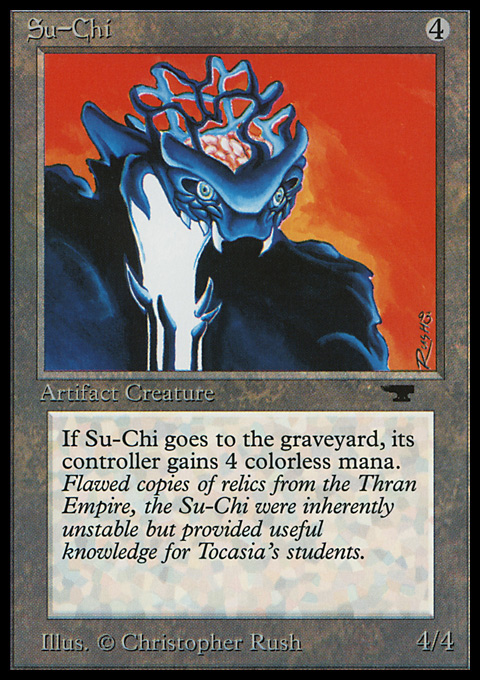 Su-Chi 4
RUSH
Artifact Creature
If Su-Chi goes to the graveyard, its
controller gains 4 colorless mana.
Flawed copies of relics from the Thran
Empire, the Su-Chi were inherently
unstable but provided useful
knowledge for Tocasia's students.
Illus. © Christopher Rush 4/4